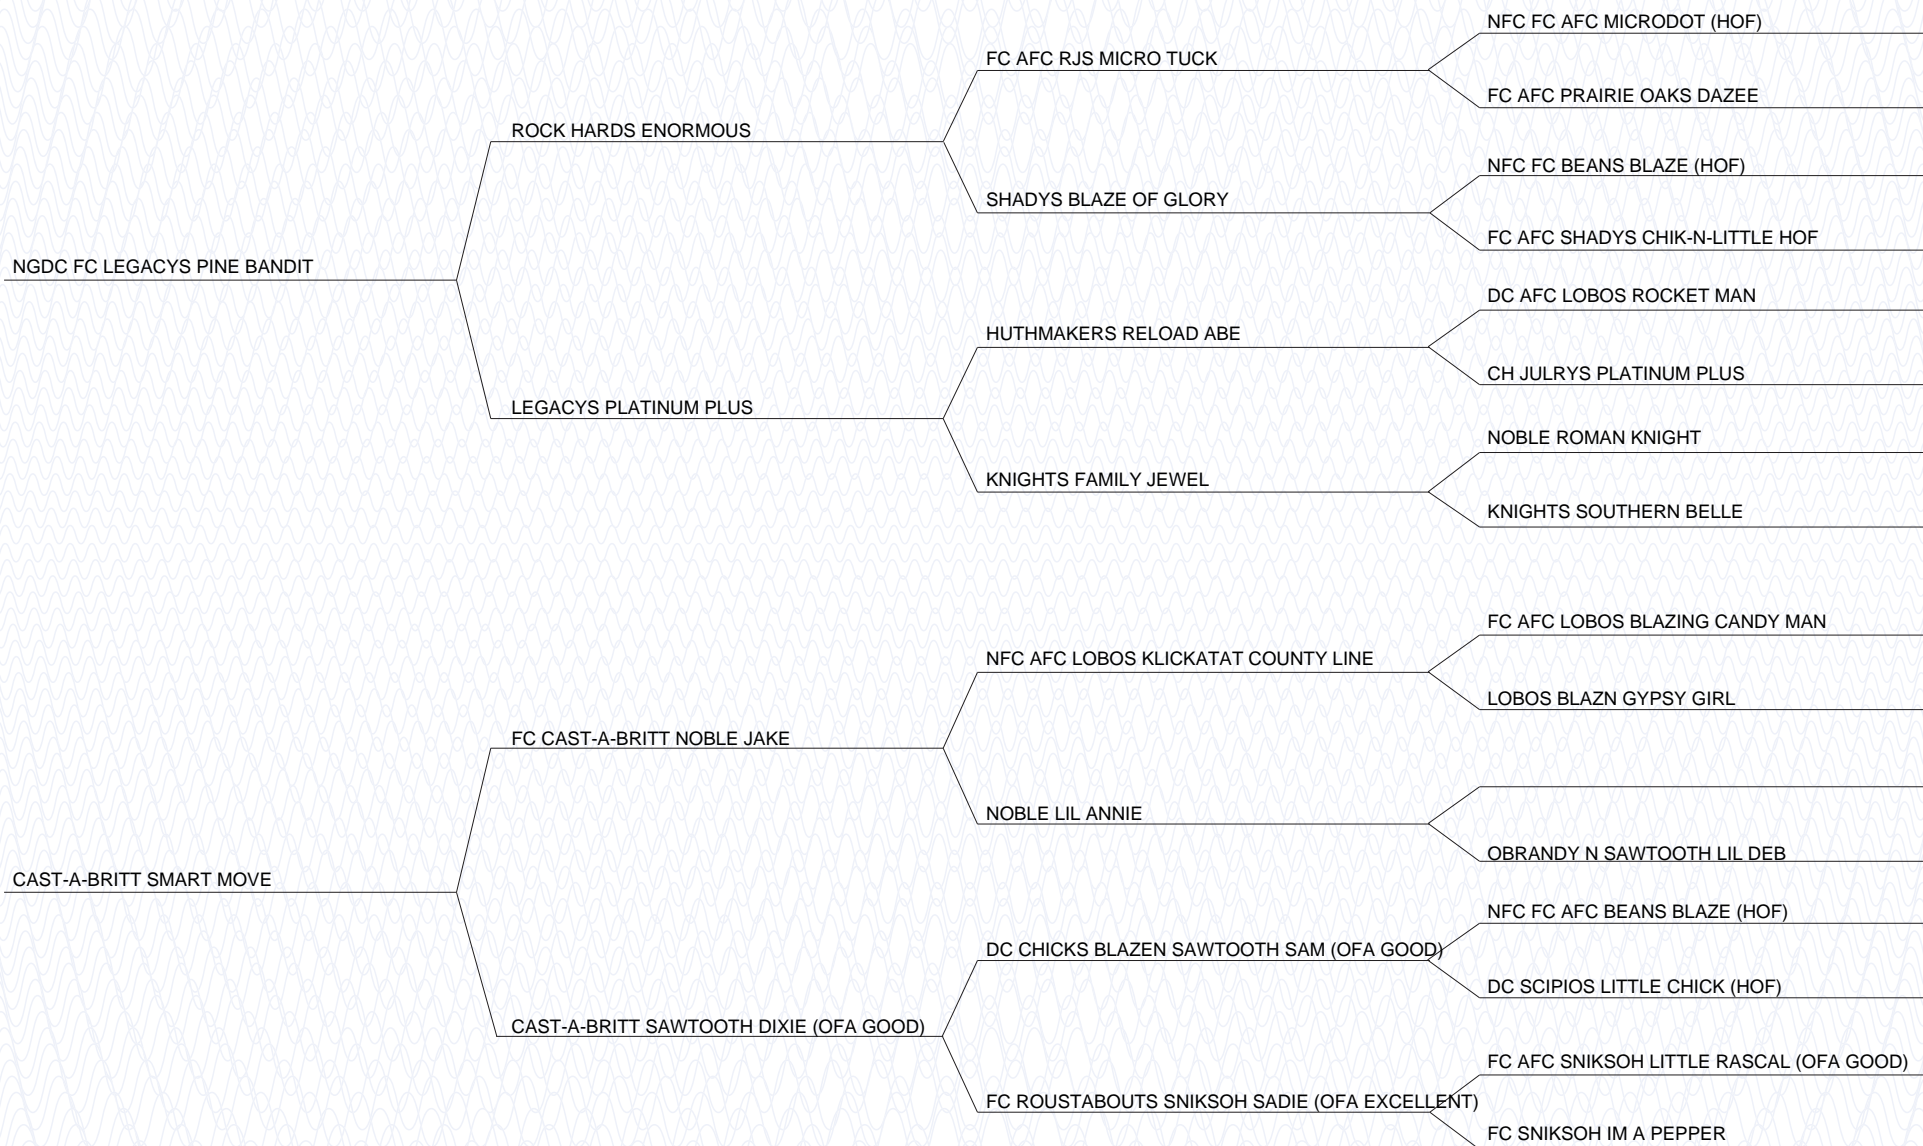 NFC FC AFC MICRODOT (HOF)
FC AFC RJS MICRO TUCK
FC AFC PRAIRIE OAKS DAZEE
ROCK HARDS ENORMOUS
NFC FC BEANS BLAZE (HOF)
SHADYS BLAZE OF GLORY
FC AFC SHADYS CHIK-N-LITTLE HOF
NGDC FC LEGACYS PINE BANDIT
DC AFC LOBOS ROCKET MAN
HUTHMAKERS RELOAD ABE
CH JULRYS PLATINUM PLUS
LEGACYS PLATINUM PLUS
NOBLE ROMAN KNIGHT
KNIGHTS FAMILY JEWEL
KNIGHTS SOUTHERN BELLE
FC AFC LOBOS BLAZING CANDY MAN
NFC AFC LOBOS KLICKATAT COUNTY LINE
LOBOS BLAZN GYPSY GIRL
FC CAST-A-BRITT NOBLE JAKE
NOBLE LIL ANNIE
OBRANDY N SAWTOOTH LIL DEB
CAST-A-BRITT SMART MOVE
NFC FC AFC BEANS BLAZE (HOF)
DC CHICKS BLAZEN SAWTOOTH SAM (OFA GOOD)
DC SCIPIOS LITTLE CHICK (HOF)
CAST-A-BRITT SAWTOOTH DIXIE (OFA GOOD)
FC AFC SNIKSOH LITTLE RASCAL (OFA GOOD)
FC ROUSTABOUTS SNIKSOH SADIE (OFA EXCELLENT)
FC SNIKSOH IM A PEPPER